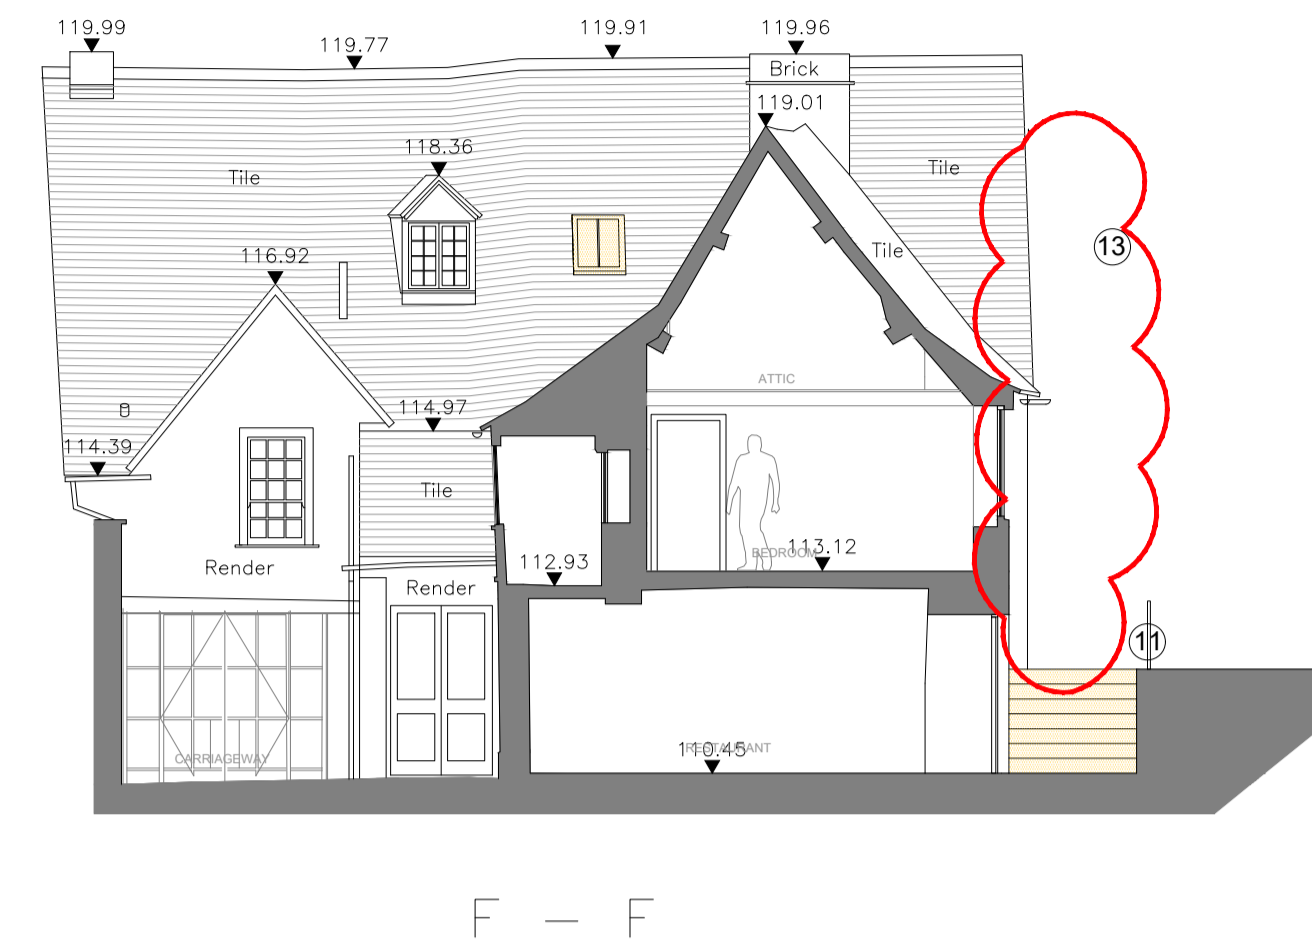 119.99
119.77
119.91
119.96
Brick
119.01
118.36
Tile
Tile
13
Tile
116.92
ATTIC
114.97
114.39
Tile
BEDROOM
113.12
112.93
Render
Render
11
CARRIAGEWAY
RESTAURANT
110.45
F — F